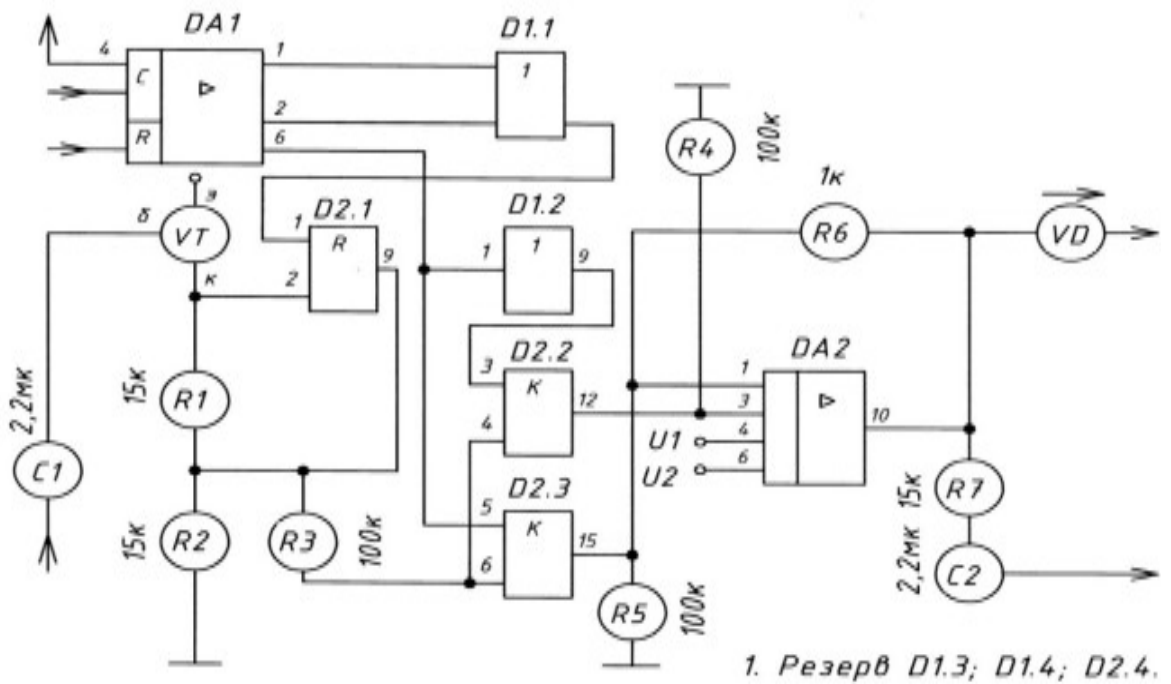 DA1
D1.1
4
C
▷
R
1
2
6
1
э
б
VT
к
D2.1
1
R
9
2
D1.2
1
1
9
R4
100к
1к
R6
VD
2,2мк
C1
15к
R1
D2.2
3
К
4
12
DA2
1
3
4
6
▷
10
U1
U2
15к
R2
R3
100к
D2.3
5
К
6
15
R5
100к
15к
R7
2,2мк
C2
1. Резерв D1.3; D1.4; D2.4.